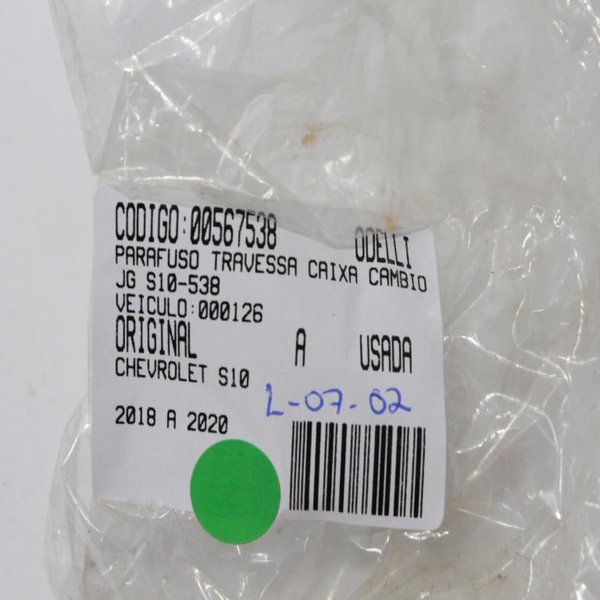 CODIGO:00567538 ODELLI
PARAFUSO TRAVESSA CAIXA CAMBIO
JG S10-538
VEICULO:000126
ORIGINAL A USADA
CHEVROLET S10
L-07-02
2018 A 2020